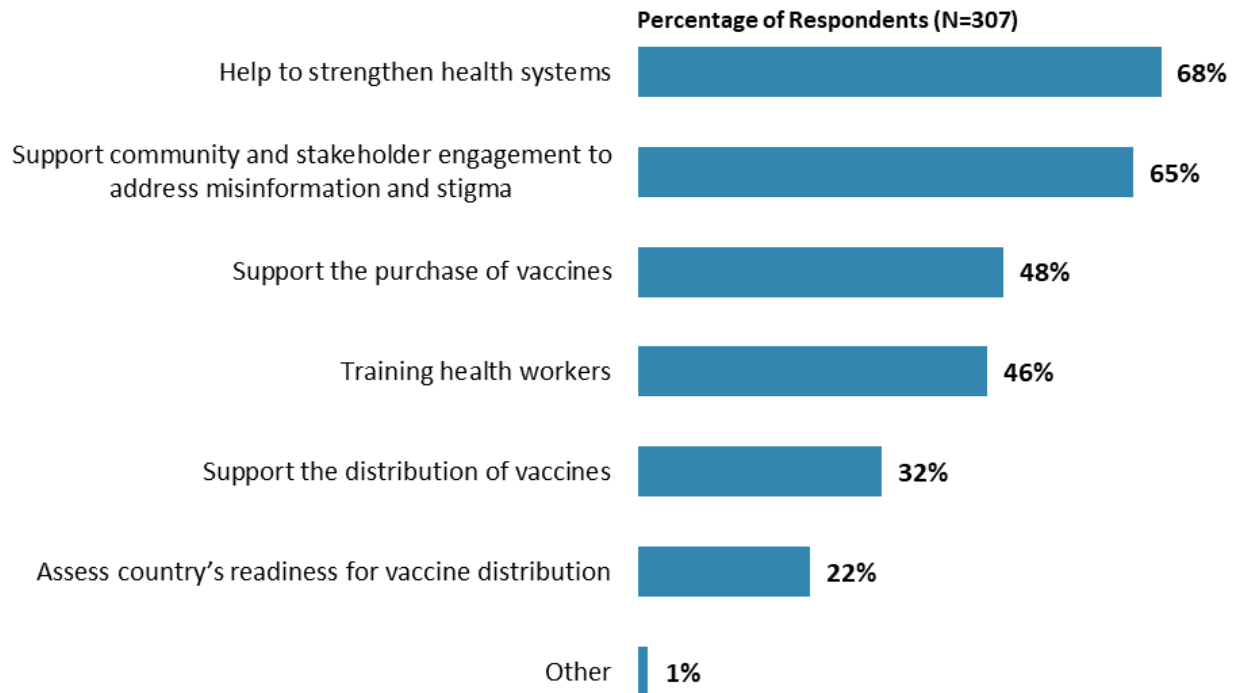 Percentage of Respondents (N=307)
Help to strengthen health systems
68%
Support community and stakeholder engagement to
address misinformation and stigma
65%
Support the purchase of vaccines
48%
Training health workers
46%
Support the distribution of vaccines
32%
Assess country’s readiness for vaccine distribution
22%
Other
1%